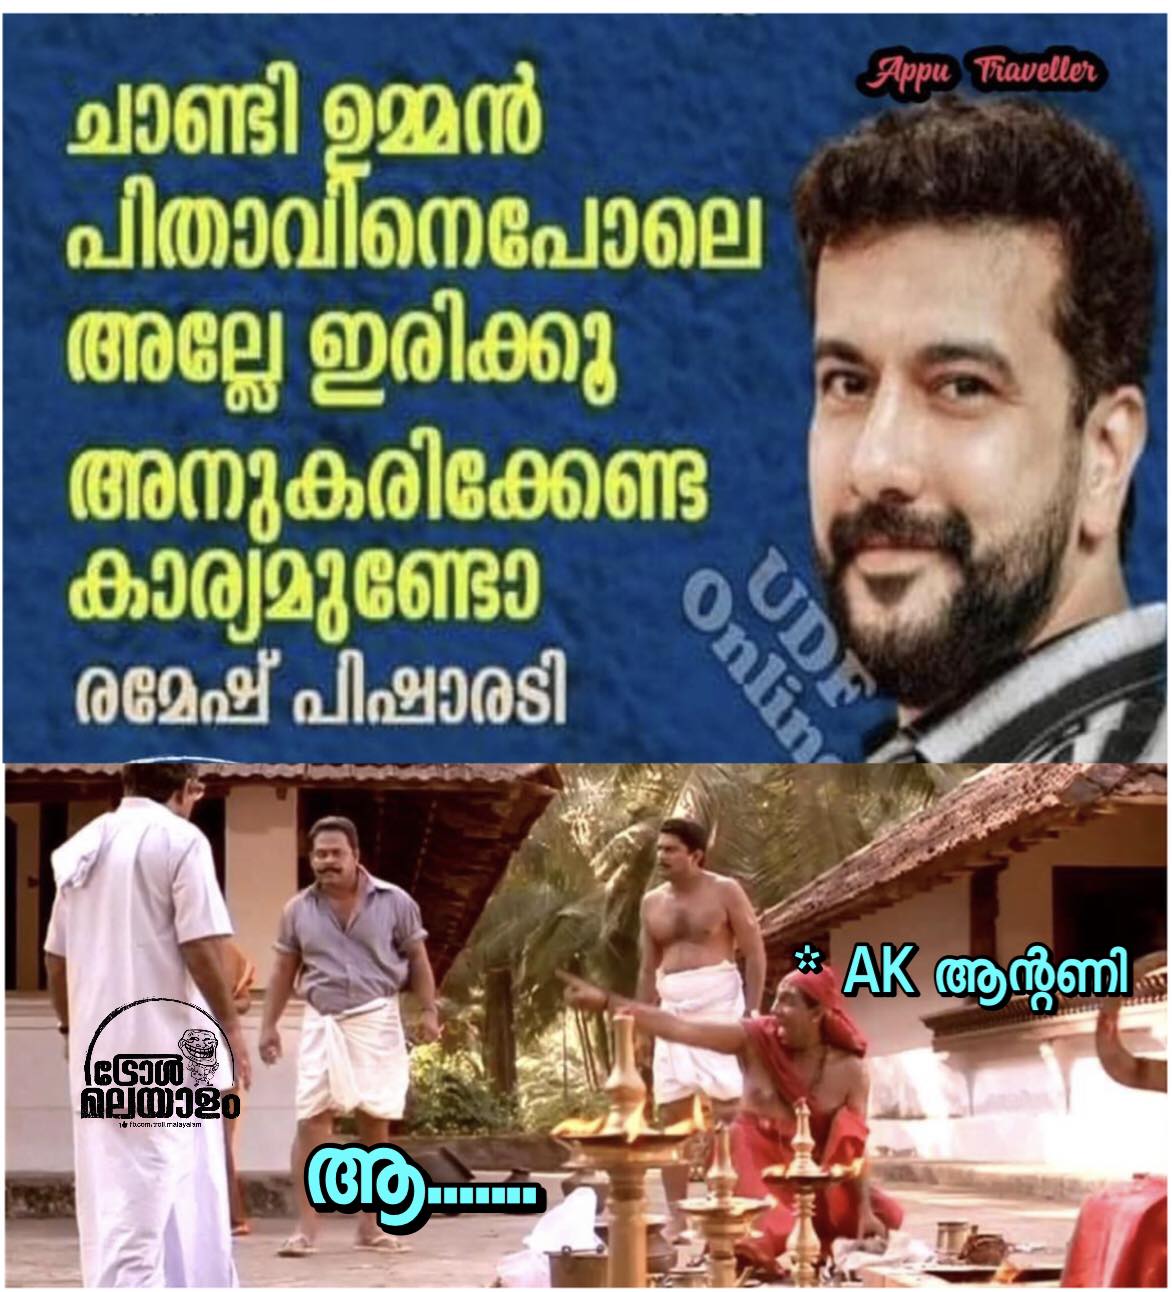 Appu Traveller
ചാണ്ടി ഉമ്മൻ
പിതാവിനെപോലെ
അല്ലേ ഇരിക്കൂ
അനുകരിക്കേണ്ട
കാര്യമുണ്ടോ
രമേഷ് പിഷാരടി
UDF
Online
* AK ആന്റണി
ട്രോൾ
മലയാളം
fb.com/troll.malayalam
ആ.......